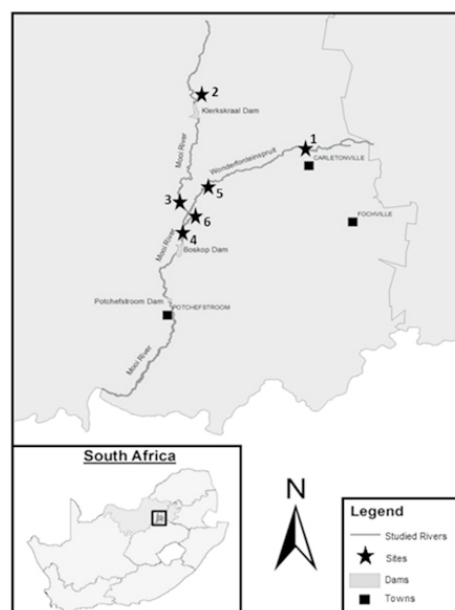 2
Klerkskraal Dam
Mooi River
Wonderfonteinspruit
1
CARLETONVILLE
5
3
6
FOCHVILLE
Mooi River
4
Boskop Dam
Potchefstroom Dam
POTCHEFSTROOM
Mooi River
South Africa
N
Legend
Studied Rivers
Sites
Dams
Towns